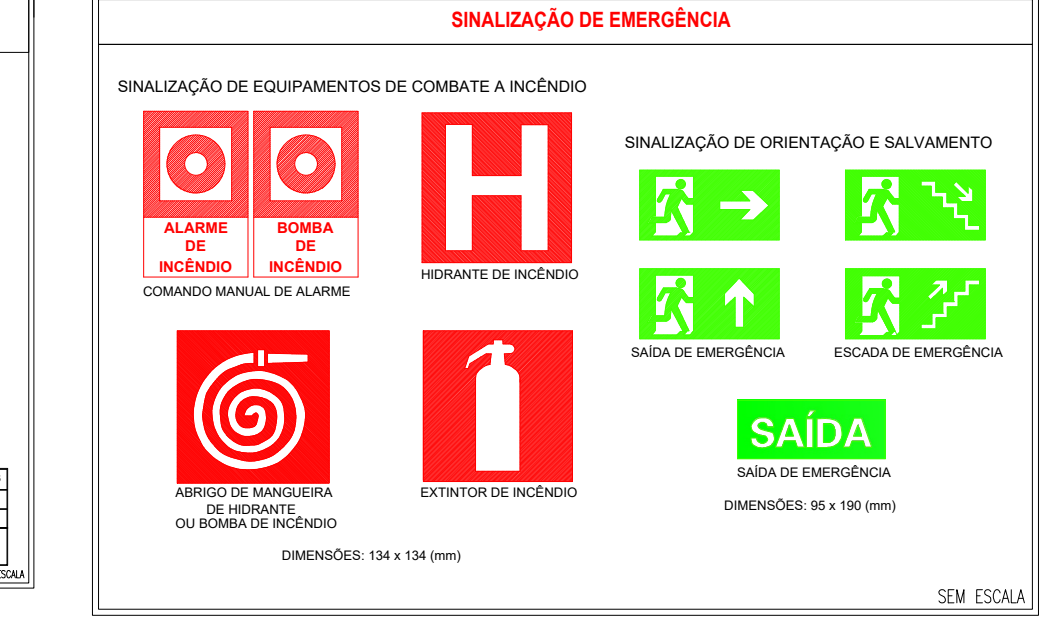 SINALIZAÇÃO DE EMERGÊNCIA
SINALIZAÇÃO DE EQUIPAMENTOS DE COMBATE A INCÊNDIO
ALARME
DE
INCÊNDIO
BOMBA
DE
INCÊNDIO
COMANDO MANUAL DE ALARME
H
HIDRANTE DE INCÊNDIO
ABRIGO DE MANGUEIRA
DE HIDRANTE
OU BOMBA DE INCÊNDIO
EXTINTOR DE INCÊNDIO
DIMENSÕES: 134 x 134 (mm)
SINALIZAÇÃO DE ORIENTAÇÃO E SALVAMENTO
SAÍDA DE EMERGÊNCIA
ESCADA DE EMERGÊNCIA
SAÍDA
SAÍDA DE EMERGÊNCIA
DIMENSÕES: 95 x 190 (mm)
SEM ESCALA